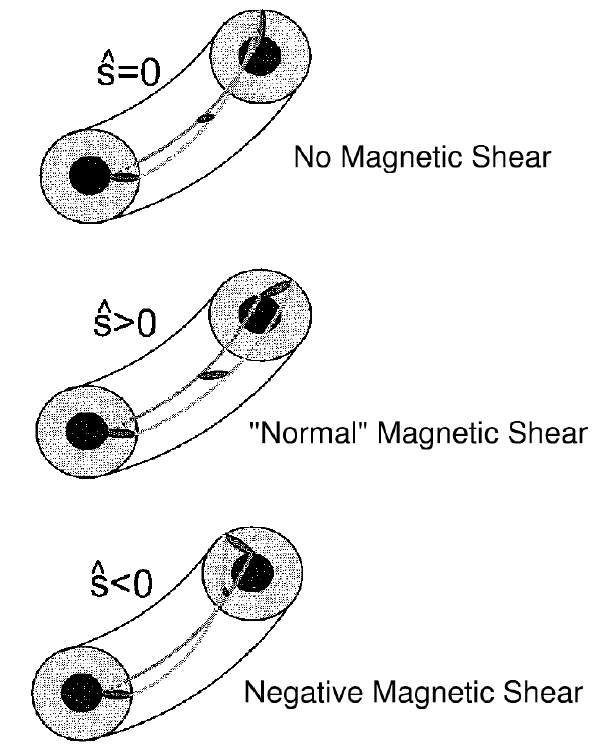 ŝ=0
No Magnetic Shear
ŝ>0
"Normal" Magnetic Shear
ŝ<0
Negative Magnetic Shear